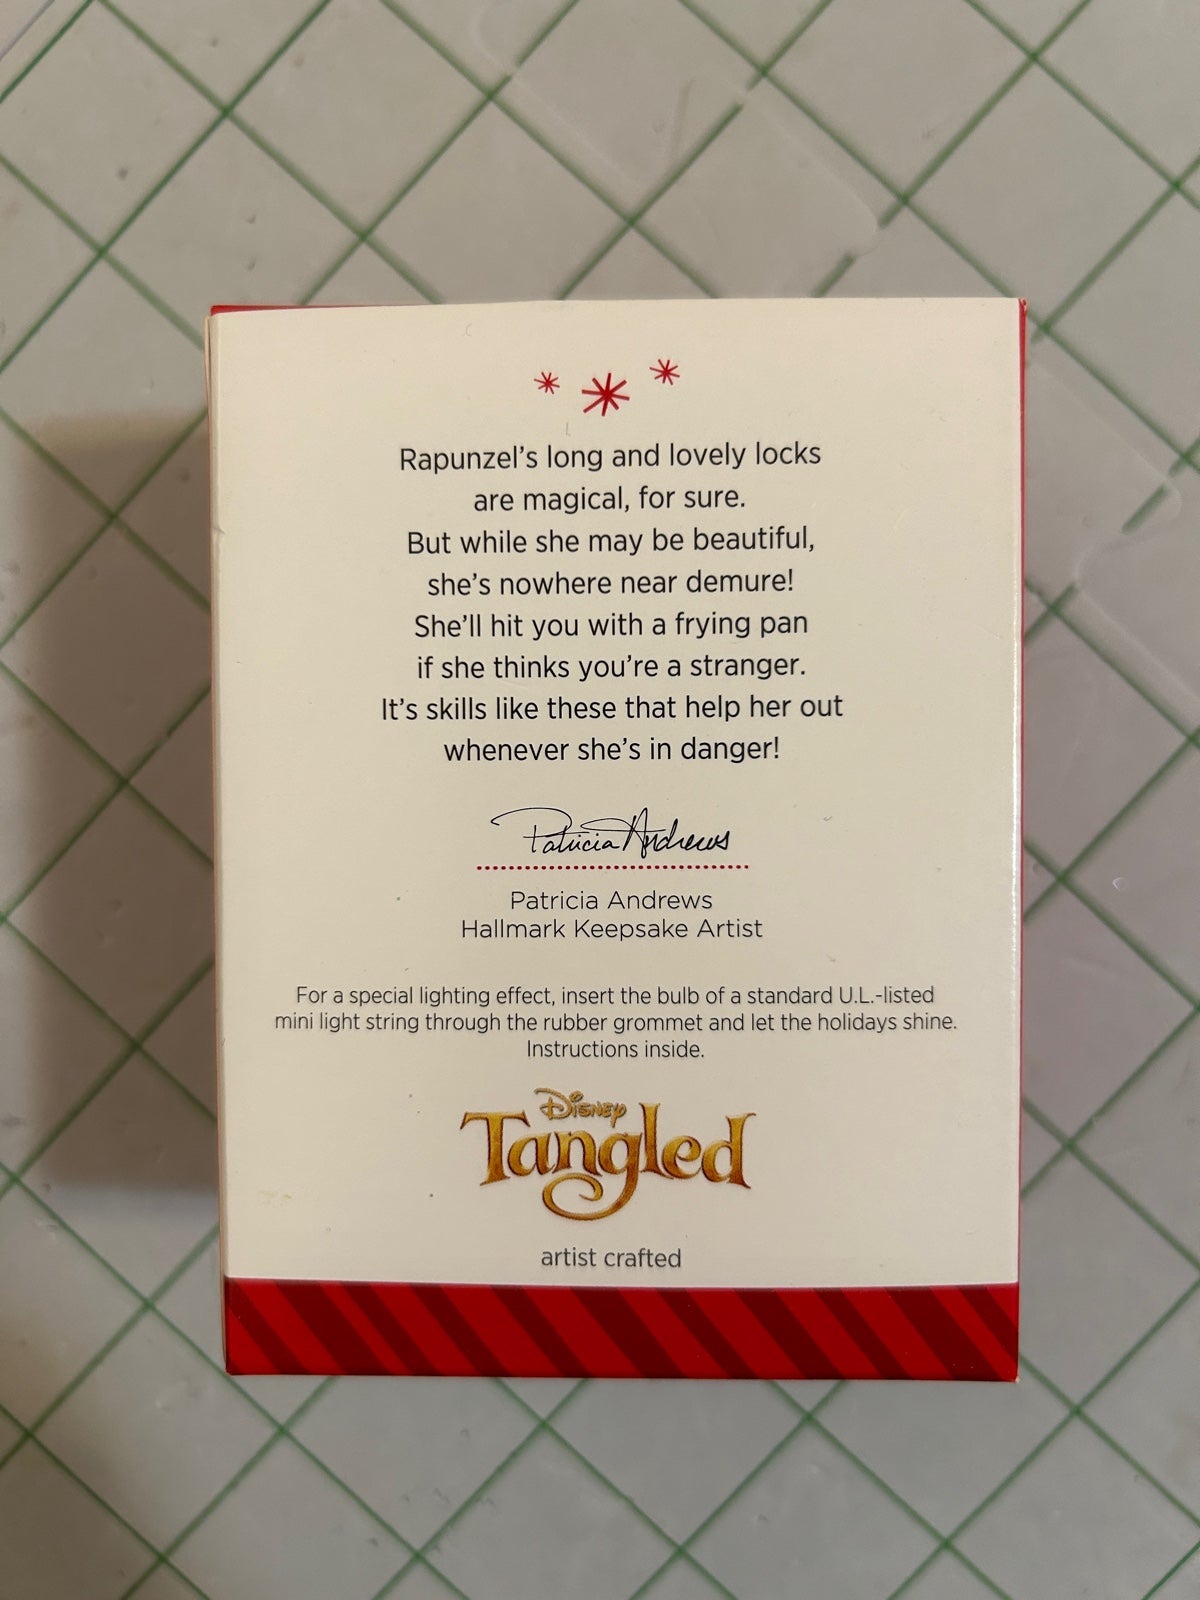 Rapunzel's long and lovely locks
are magical, for sure.
But while she may be beautiful,
she's nowhere near demure!
She'll hit you with a frying pan
if she thinks you're a stranger.
It's skills like these that help her out
whenever she's in danger!
Patricia Andrews
Patricia Andrews
Hallmark Keepsake Artist
For a special lighting effect, insert the bulb of a standard U.L.-listed
mini light string through the rubber grommet and let the holidays shine.
Instructions inside.
Disney
Tangled
artist crafted